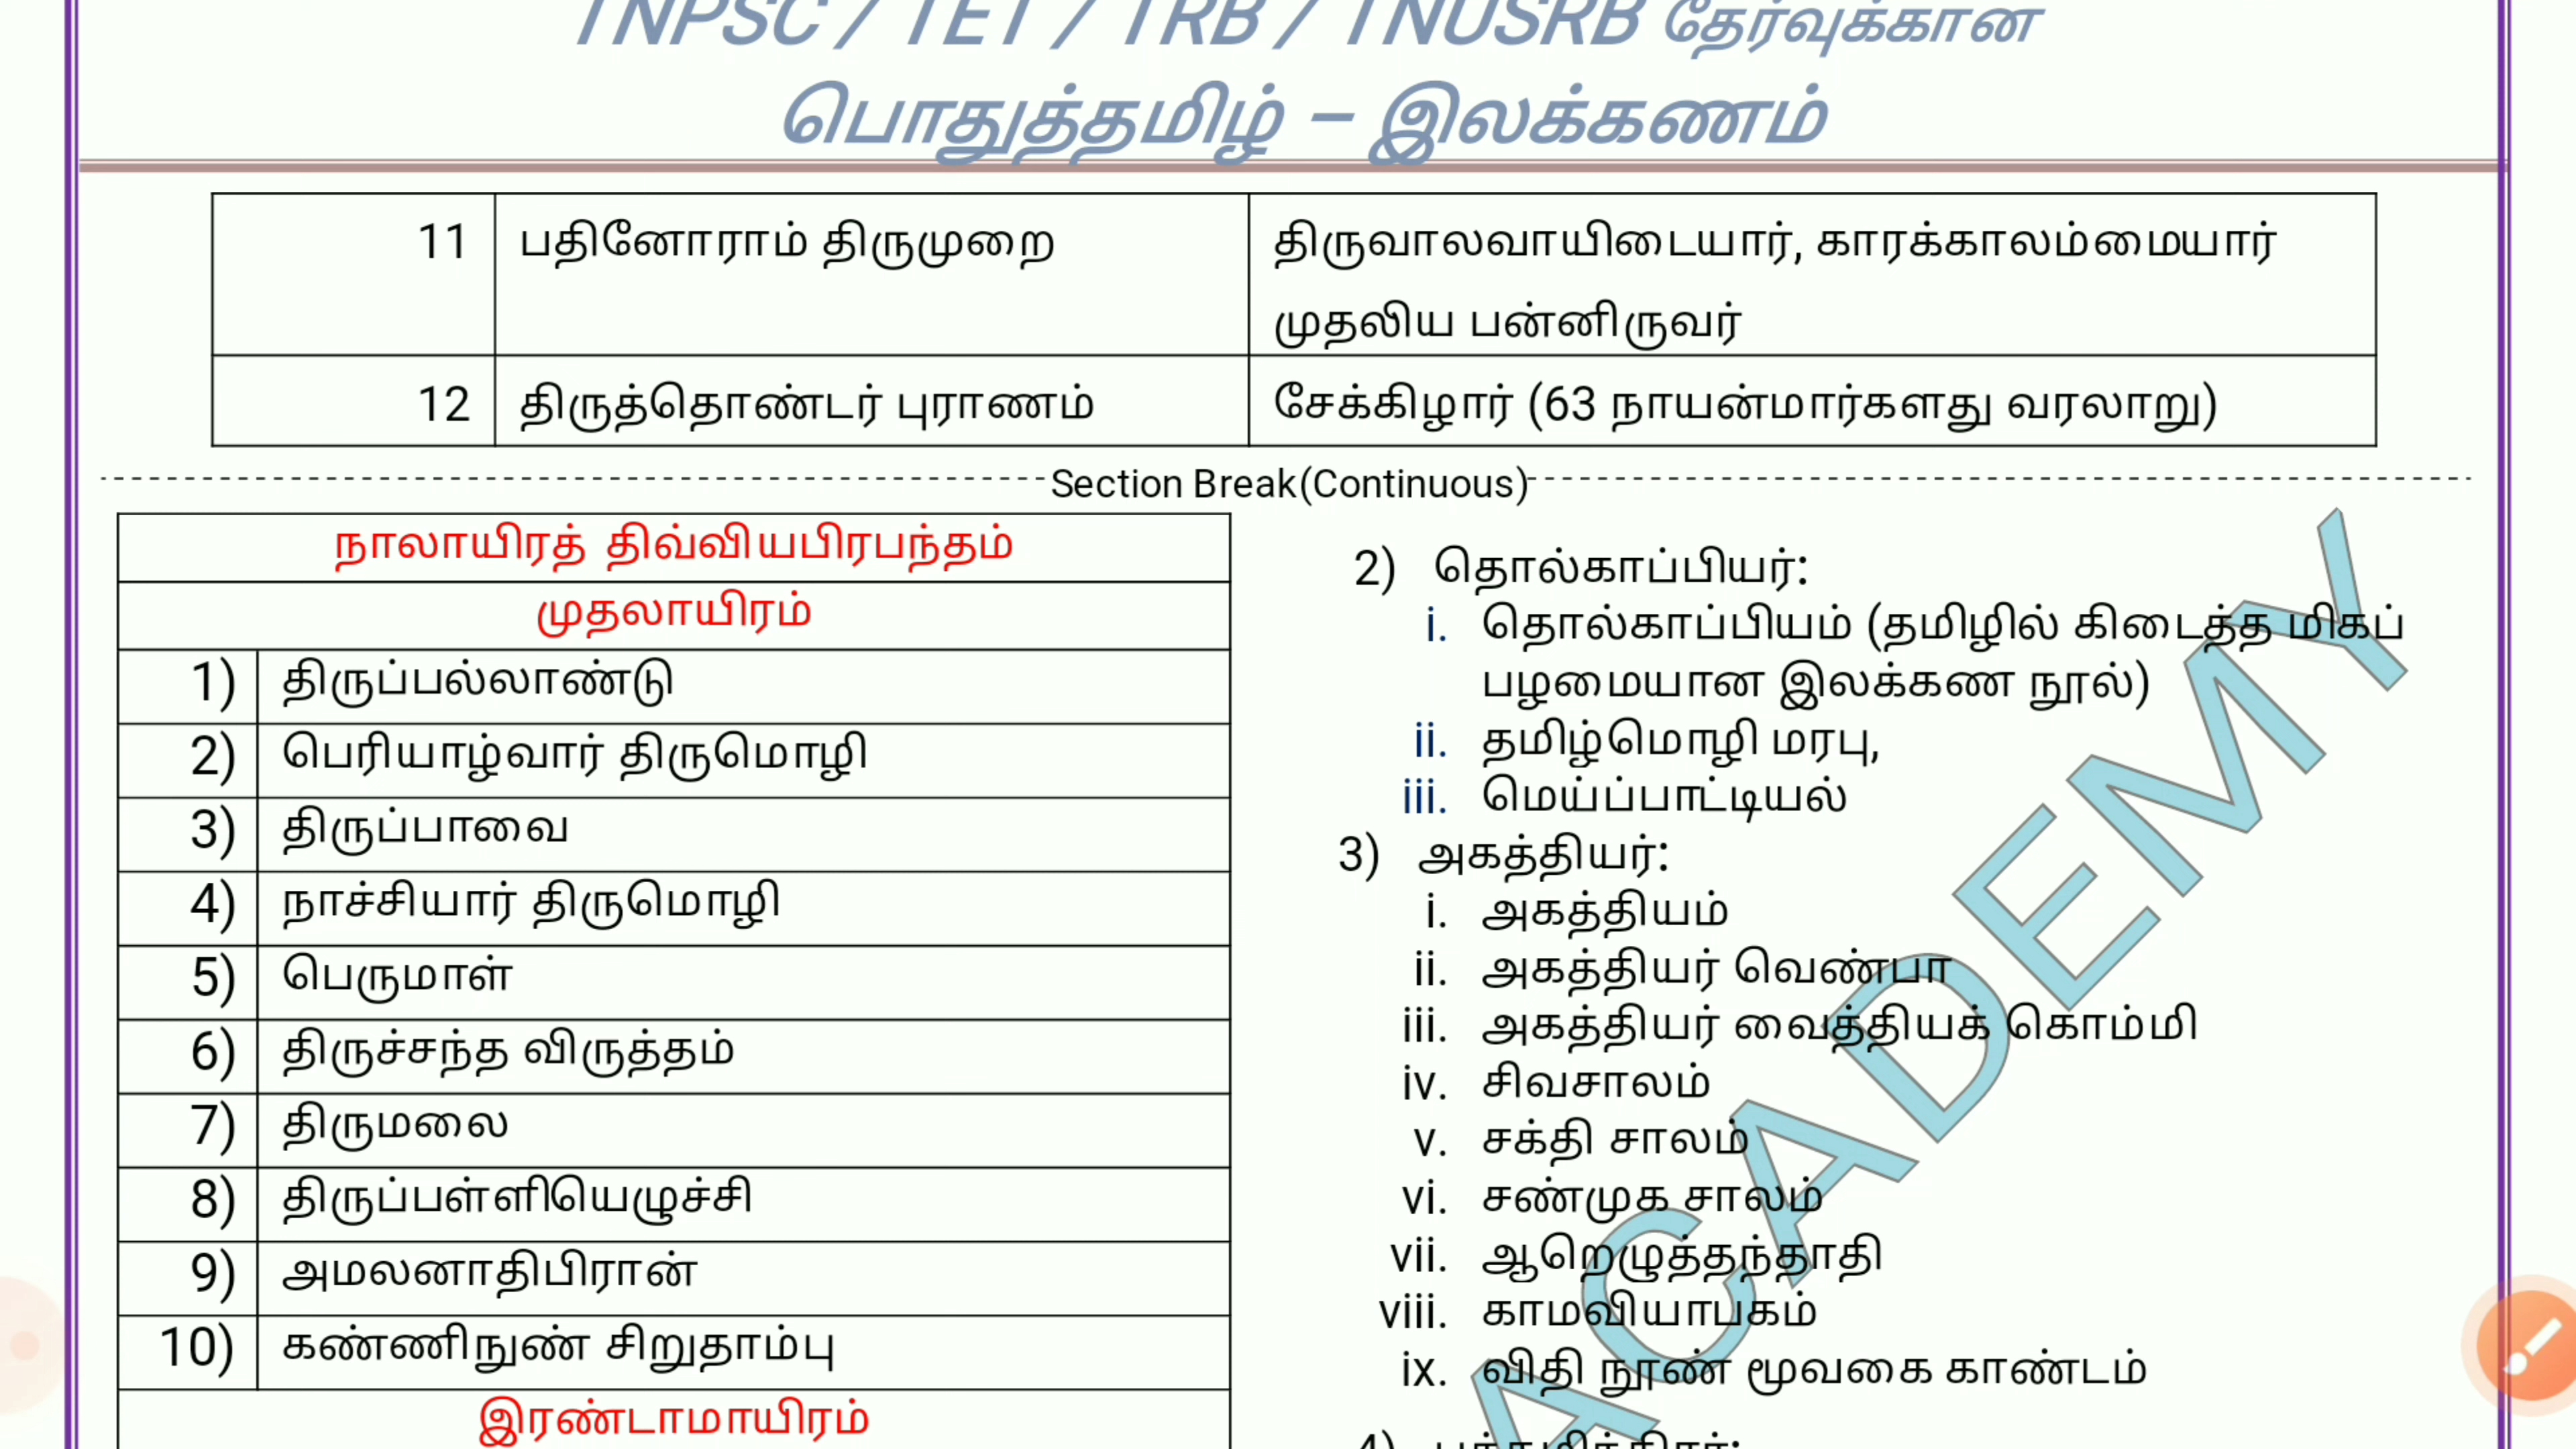 TNPSC / TET / TRB / TNUSRB தேர்வுக்கான
பொதுத்தமிழ் – இலக்கணம்
11 பதினோராம் திருமுறை திருவாலவாயிடையார், காரக்காலம்மையார்
முதலிய பன்னிருவர்
12 திருத்தொண்டர் புராணம் சேக்கிழார் (63 நாயன்மார்களது வரலாறு)
Section Break(Continuous)
நாலாயிரத் திவ்வியபிரபந்தம்
முதலாயிரம்
1) திருப்பல்லாண்டு
2) பெரியாழ்வார் திருமொழி
3) திருப்பாவை
4) நாச்சியார் திருமொழி
5) பெருமாள்
6) திருச்சந்த விருத்தம்
7) திருமலை
8) திருப்பள்ளியெழுச்சி
9) அமலனாதிபிரான்
10) கண்ணிநுண் சிறுதாம்பு
இரண்டாமாயிரம்
2) தொல்காப்பியர்:
i. தொல்காப்பியம் (தமிழில் கிடைத்த மிகப்
பழமையான இலக்கண நூல்)
ii. தமிழ்மொழி மரபு,
iii. மெய்ப்பாட்டியல்
3) அகத்தியர்:
i. அகத்தியம்
ii. அகத்தியர் வெண்பா
iii. அகத்தியர் வைத்தியக் கொம்மி
iv. சிவசாலம்
v. சக்தி சாலம்
vi. சண்முக சாலம்
vii. ஆறெழுத்தந்தாதி
viii. காமவியாபகம்
ix. விதி நூண் மூவகை காண்டம்
4)
ACADEMY